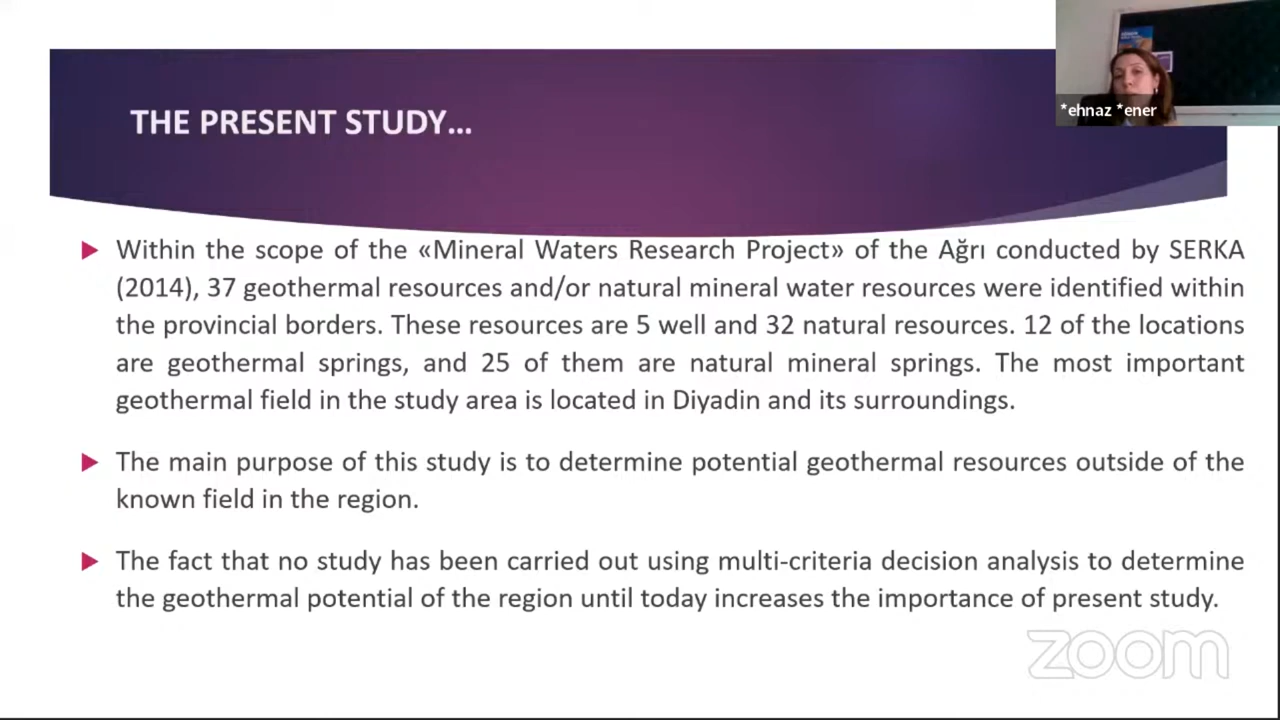 THE PRESENT STUDY...
*ehnaz *ener
Within the scope of the «Mineral Waters Research Project» of the Ağrı conducted by SERKA
(2014), 37 geothermal resources and/or natural mineral water resources were identified within
the provincial borders. These resources are 5 well and 32 natural resources. 12 of the locations
are geothermal springs, and 25 of them are natural mineral springs. The most important
geothermal field in the study area is located in Diyadin and its surroundings.
The main purpose of this study is to determine potential geothermal resources outside of the
known field in the region.
The fact that no study has been carried out using multi-criteria decision analysis to determine
the geothermal potential of the region until today increases the importance of present study.
zoom